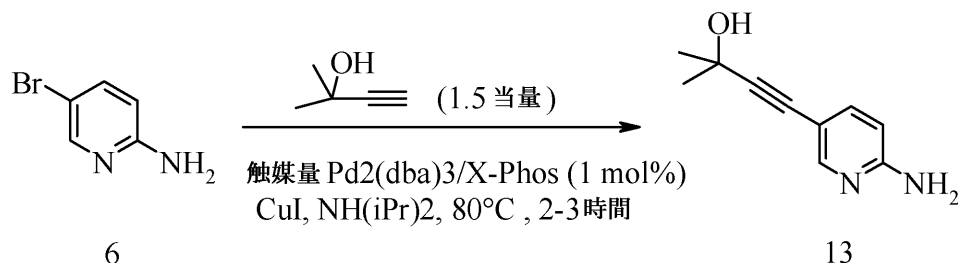 OH
Br
N
NH2
6
OH
(1.5 当量)
触媒量 Pd2(dba)3/X-Phos (1 mol%)
CuI, NH(iPr)2, 80°C , 2-3時間
OH
N
NH2
13